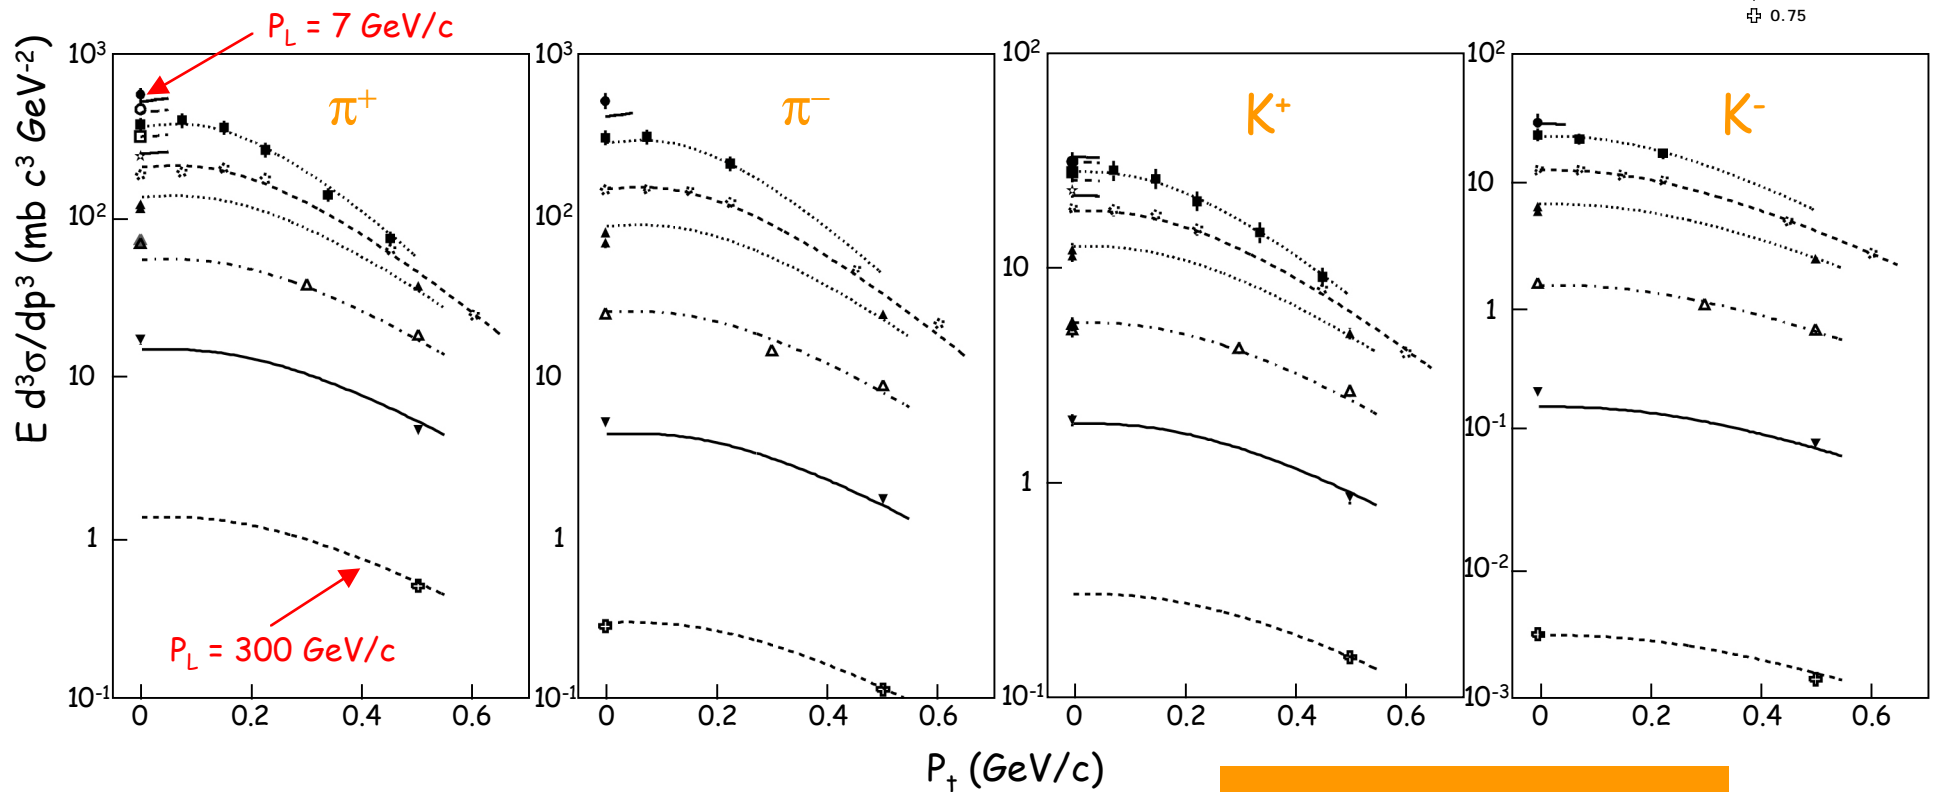 ✚ 0.75
P_L = 7 GeV/c
E d³σ/dp³ (mb c³ GeV⁻²)
10³
10²
10
1
10⁻¹
π⁺
P_L = 300 GeV/c
0 0.2 0.4 0.6
10³
10²
10
1
10⁻¹
π⁻
0 0.2 0.4 0.6
10²
10
1
10⁻¹
K⁺
0 0.2 0.4 0.6
10²
10
1
10⁻¹
10⁻²
10⁻³
K⁻
0 0.2 0.4 0.6
P_t (GeV/c)